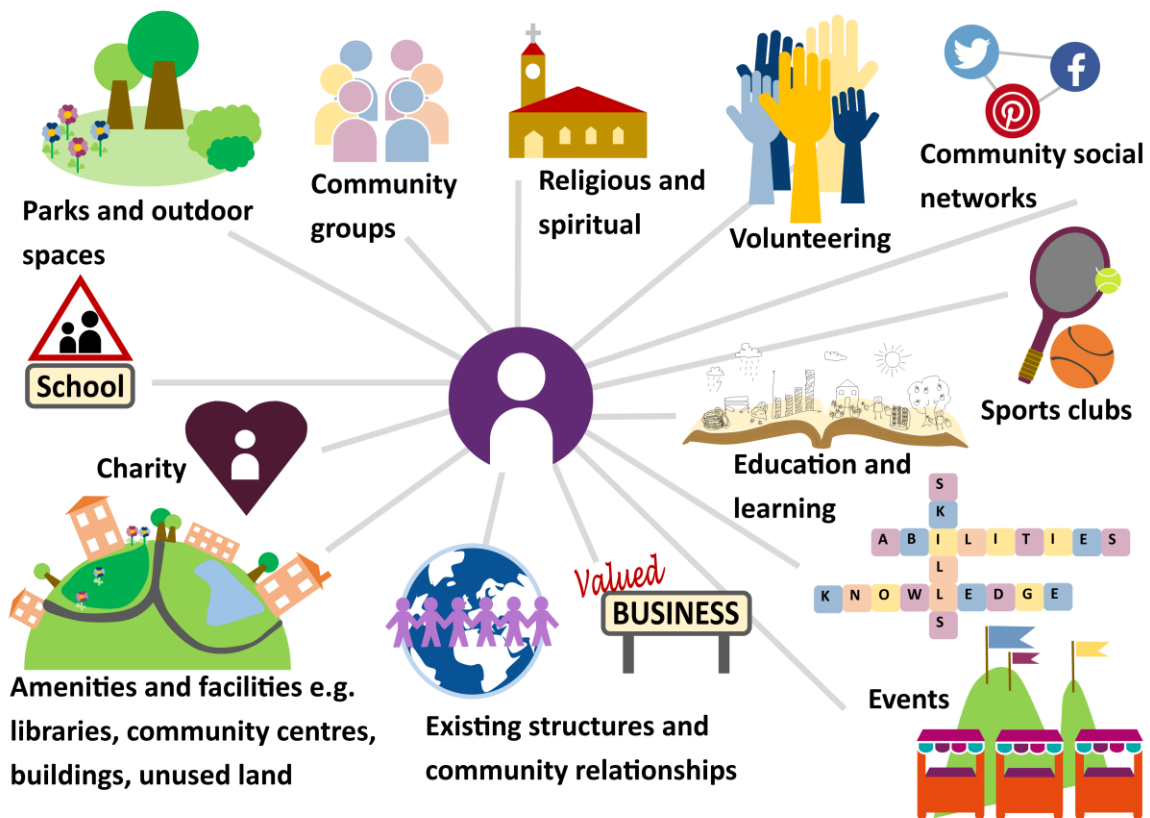 Parks and outdoor
spaces
Community
groups
Religious and
spiritual
Volunteering
Community social
networks
School
Sports clubs
Charity
Education and
learning
SKILLS
ABILITIES
KNOWLEDGE
Valued
BUSINESS
Amenities and facilities e.g.
libraries, community centres,
buildings, unused land
Existing structures and
community relationships
Events